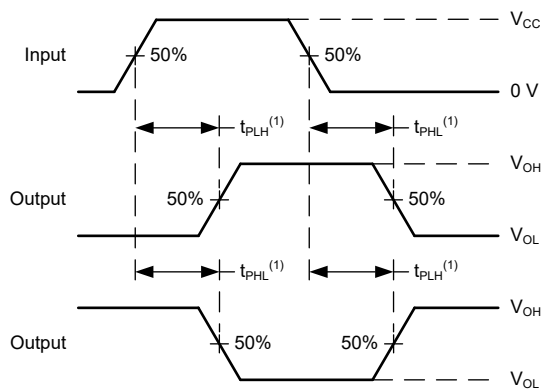 V_CC
Input 50% 50%
0 V
t_PLH^(1) t_PHL^(1)
V_OH
Output 50% 50%
V_OL
t_PHL^(1) t_PLH^(1)
V_OH
Output 50% 50%
V_OL